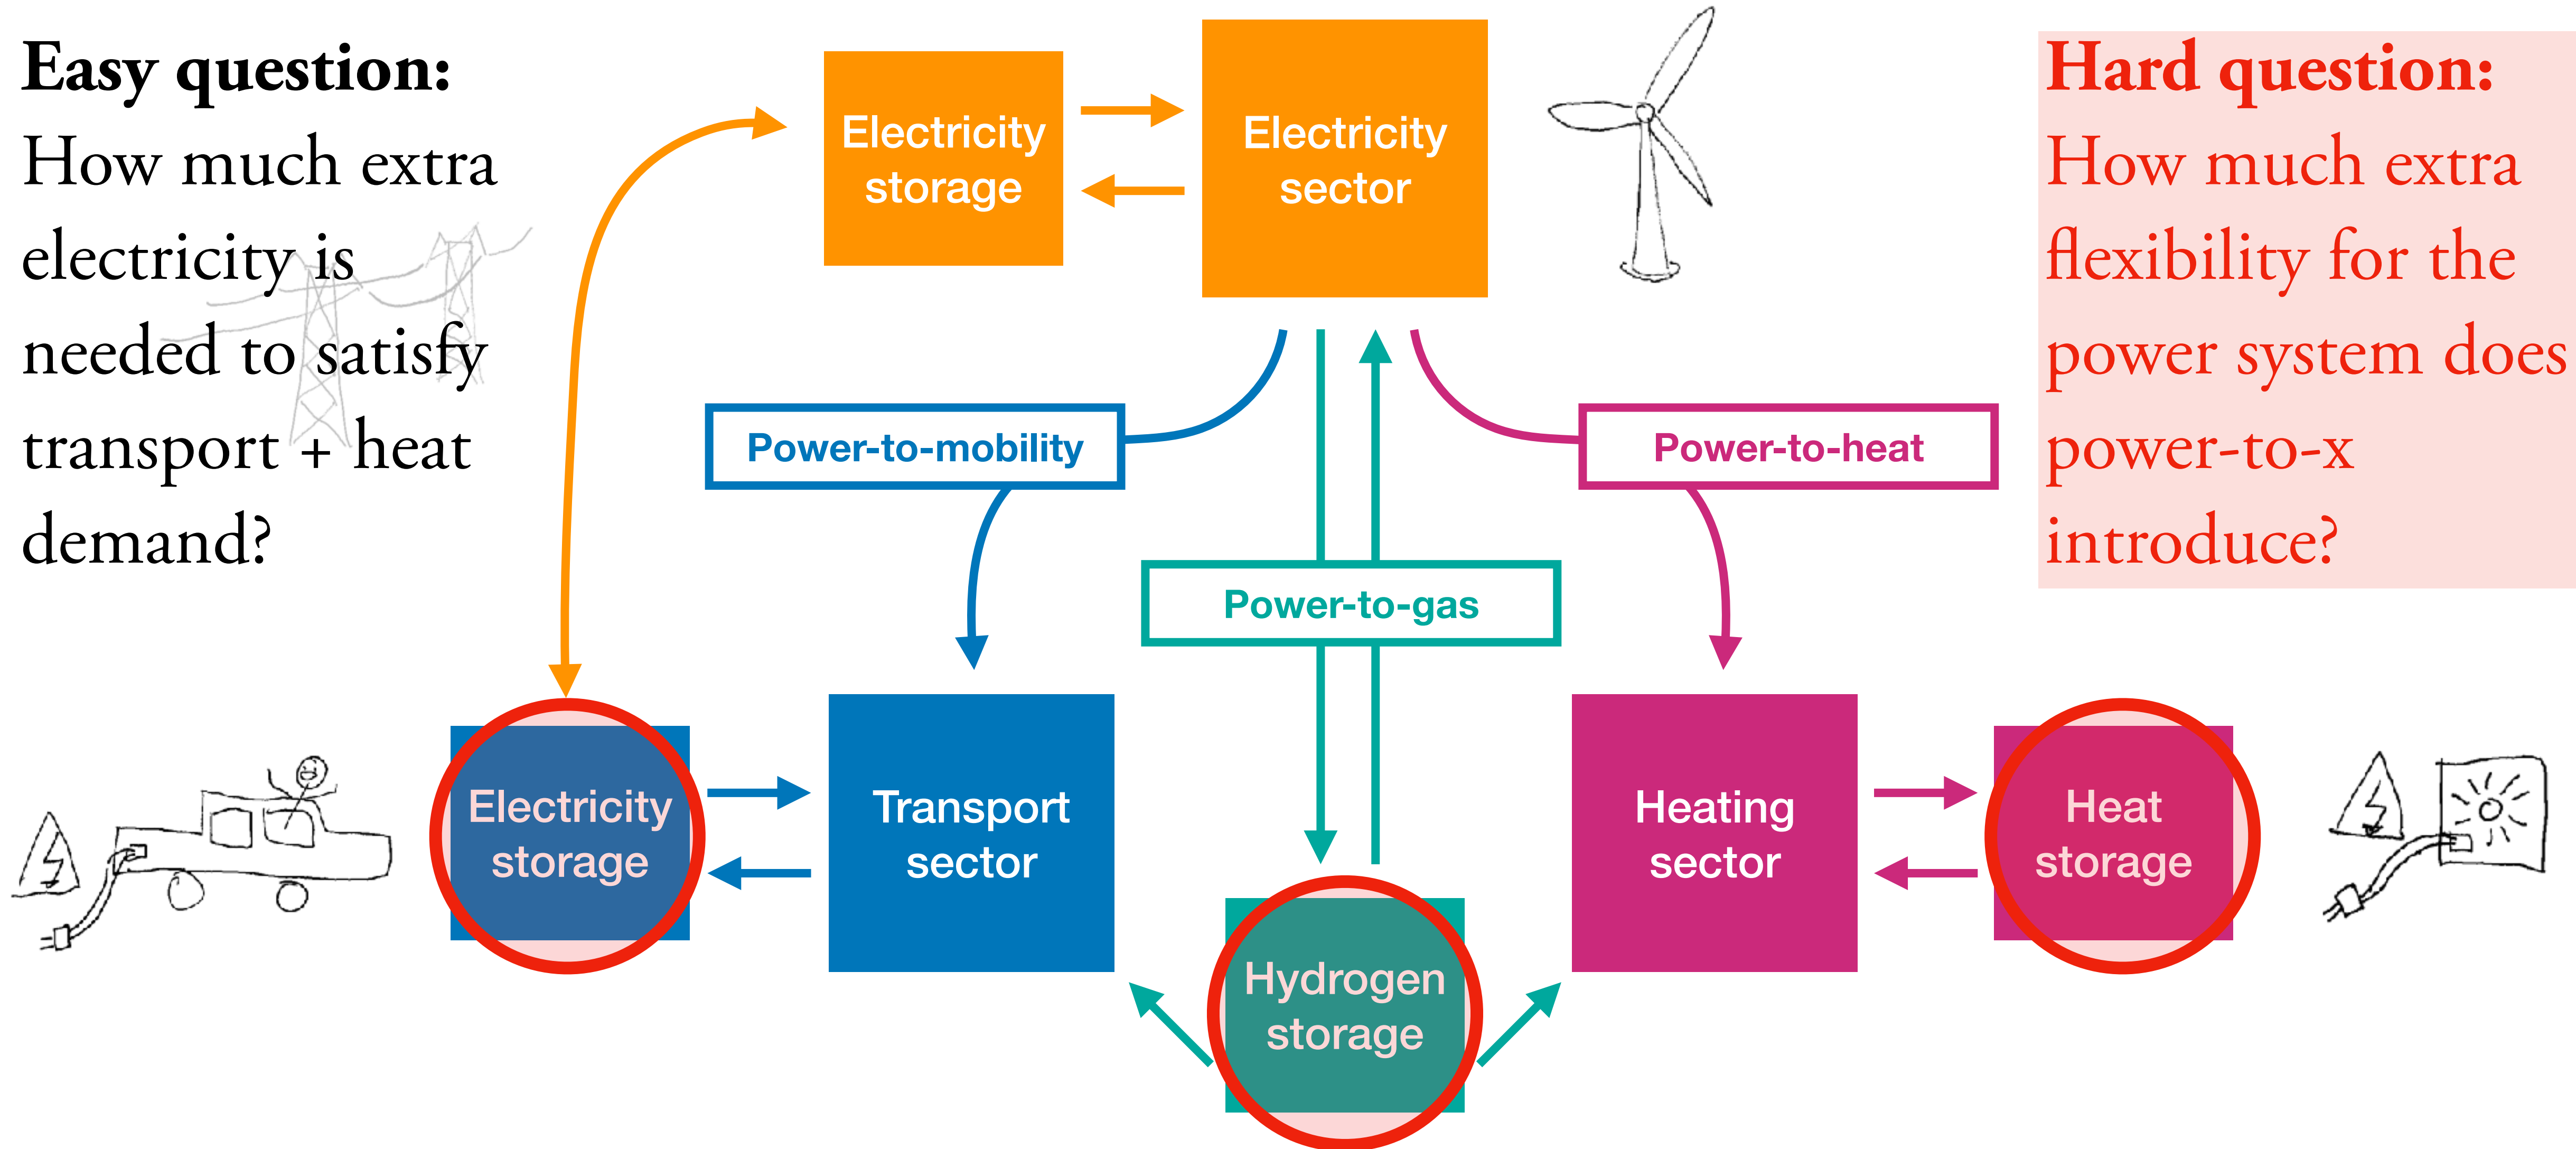 Easy question:
How much extra
electricity is
needed to satisfy
transport + heat
demand?
Electricity
storage
Electricity
sector
Hard question:
How much extra
flexibility for the
power system does
power-to-x
introduce?
Power-to-mobility
Power-to-heat
Power-to-gas
Electricity
storage
Transport
sector
Heating
sector
Heat
storage
Hydrogen
storage